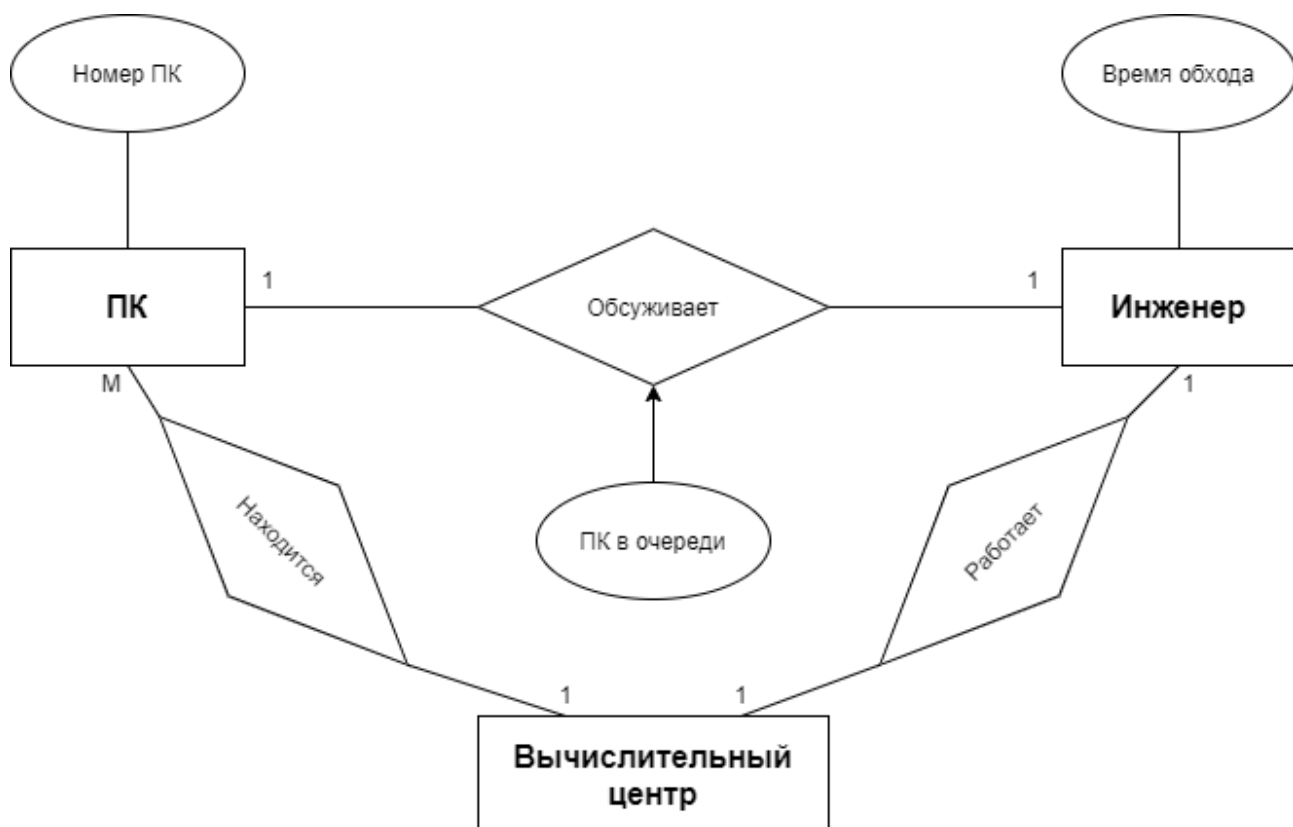 Номер ПК
Время обхода
ПК
1
Обсуживает
1
Инженер
М
1
ПК в очереди
Находится
Работает
1
1
Вычислительный
центр